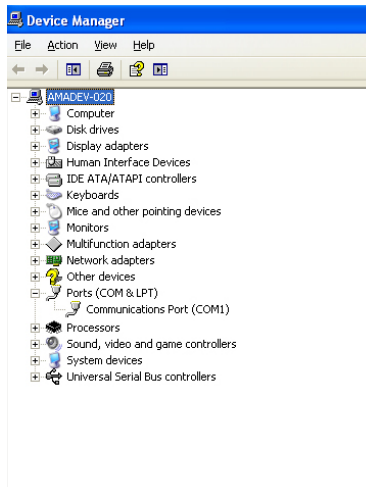 Device Manager
File Action View Help
AMADEV-020
Computer
Disk drives
Display adapters
Human Interface Devices
IDE ATA/ATAPI controllers
Keyboards
Mice and other pointing devices
Monitors
Multifunction adapters
Network adapters
Other devices
Ports (COM & LPT)
Communications Port (COM1)
Processors
Sound, video and game controllers
System devices
Universal Serial Bus controllers